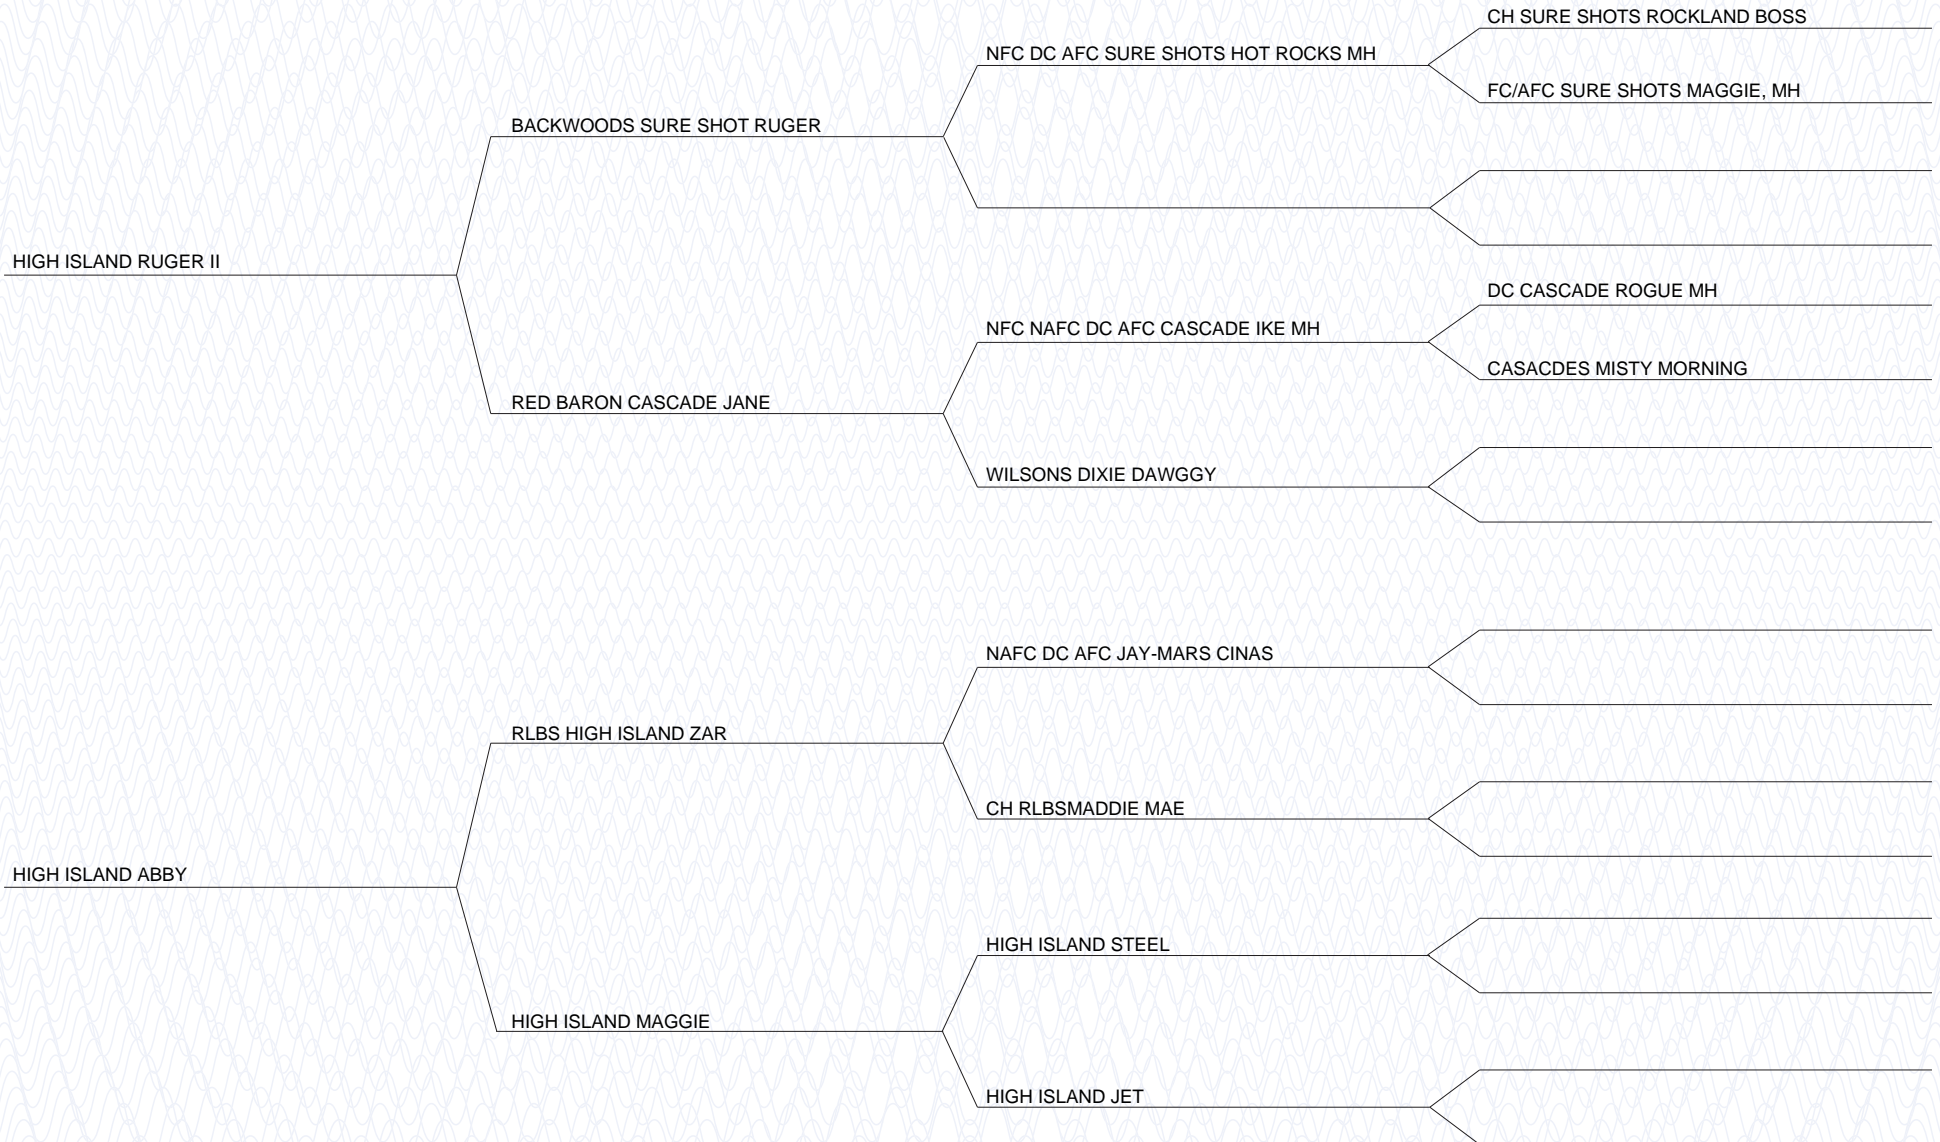 CH SURE SHOTS ROCKLAND BOSS
NFC DC AFC SURE SHOTS HOT ROCKS MH
FC/AFC SURE SHOTS MAGGIE, MH
BACKWOODS SURE SHOT RUGER
HIGH ISLAND RUGER II
DC CASCADE ROGUE MH
NFC NAFC DC AFC CASCADE IKE MH
CASACDES MISTY MORNING
RED BARON CASCADE JANE
WILSONS DIXIE DAWGGY
NAFC DC AFC JAY-MARS CINAS
RLBS HIGH ISLAND ZAR
CH RLBSMADDIE MAE
HIGH ISLAND ABBY
HIGH ISLAND STEEL
HIGH ISLAND MAGGIE
HIGH ISLAND JET